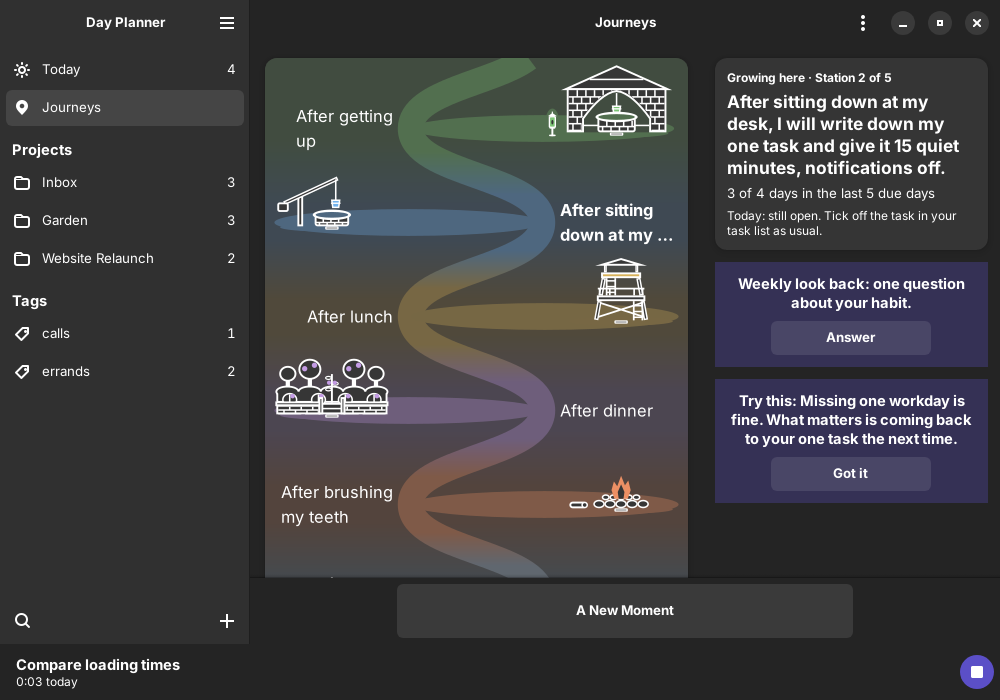 Day Planner
Today 4
Journeys
Projects
Inbox 3
Garden 3
Website Relaunch 2
Tags
calls 1
errands 2
Compare loading times
0:03 today
Journeys
After getting
up
After sitting
down at my ...
After lunch
After dinner
After brushing
my teeth
Growing here · Station 2 of 5
After sitting down at my
desk, I will write down my
one task and give it 15 quiet
minutes, notifications off.
3 of 4 days in the last 5 due days
Today: still open. Tick off the task in your
task list as usual.
Weekly look back: one question
about your habit.
Answer
Try this: Missing one workday is
fine. What matters is coming back
to your one task the next time.
Got it
A New Moment